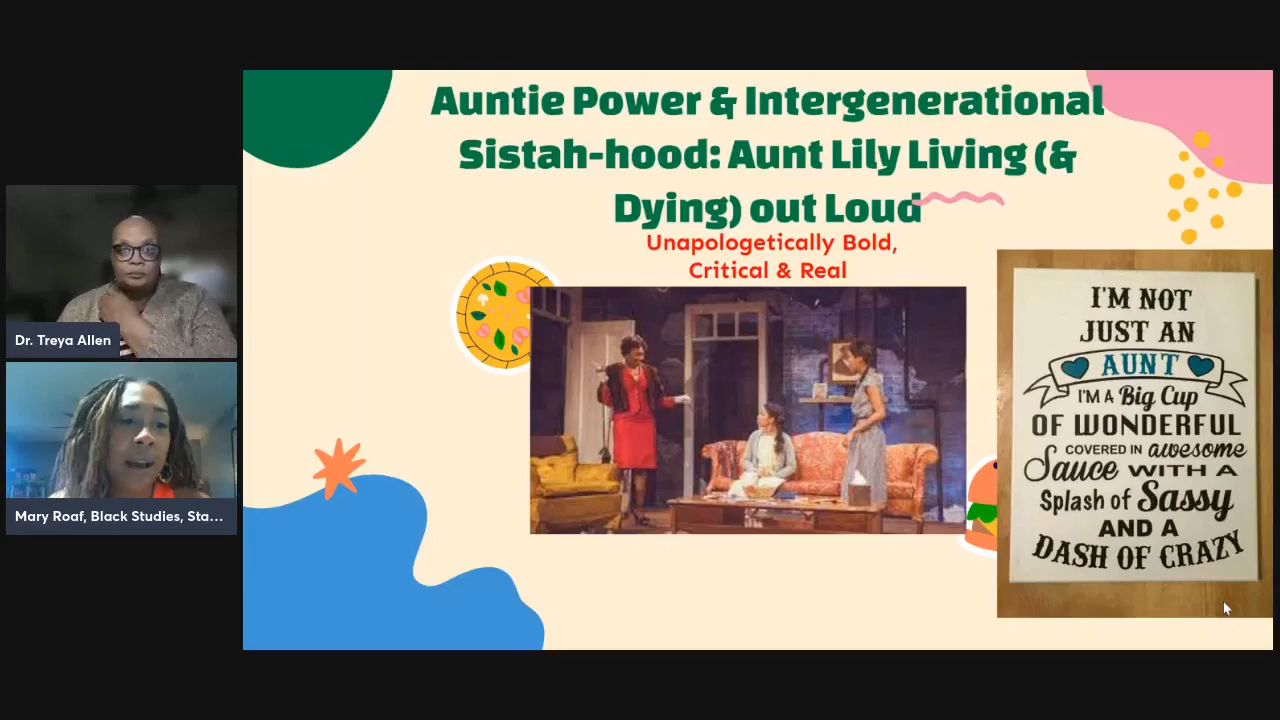 Auntie Power & Intergenerational
Sistah-hood: Aunt Lily Living (&
Dying) out Loud
Unapologetically Bold,
Critical & Real
I'M NOT
JUST AN
AUNT
I'M A Big Cup
OF WONDERFUL
COVERED IN awesome
Sauce WITH A
Splash of Sassy
AND A
DASH OF CRAZY
Dr. Treya Allen
Mary Roaf, Black Studies, Sta...